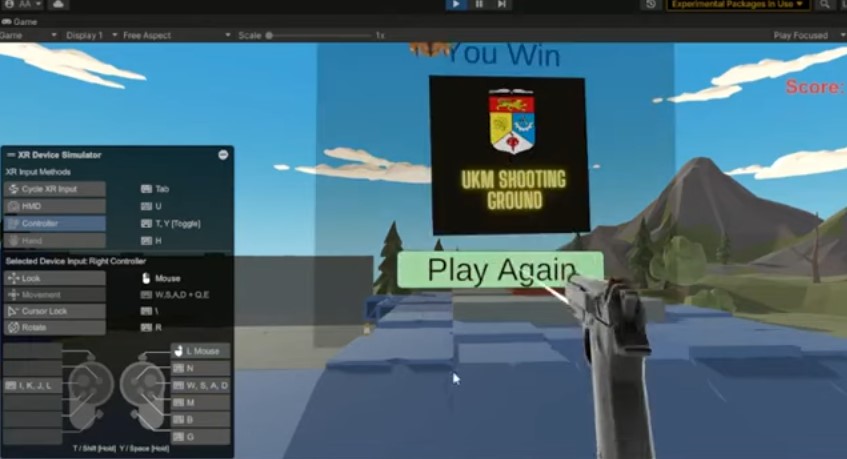 AA
Experimental Packages In Use
Game
Game Display 1 Free Aspect Scale 1x Play Focused
You Win
Score:
UKM SHOOTING
GROUND
Play Again
XR Device Simulator
XR Input Methods
Cycle XR Input Tab
HMD U
Controller T, Y [Toggle]
Hand H
Selected Device Input: Right Controller
Look Mouse
Movement W,S,A,D + Q,E
Cursor Lock \
Rotate R
L Mouse
N
I, K, J, L W, S, A, D
M
B
G
T / Shift [Hold] Y / Space [Hold]